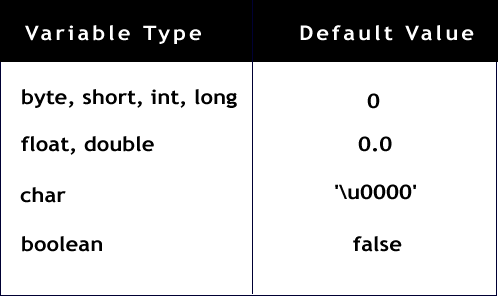 Variable Type Default Value
byte, short, int, long 0
float, double 0.0
char '\u0000'
boolean false